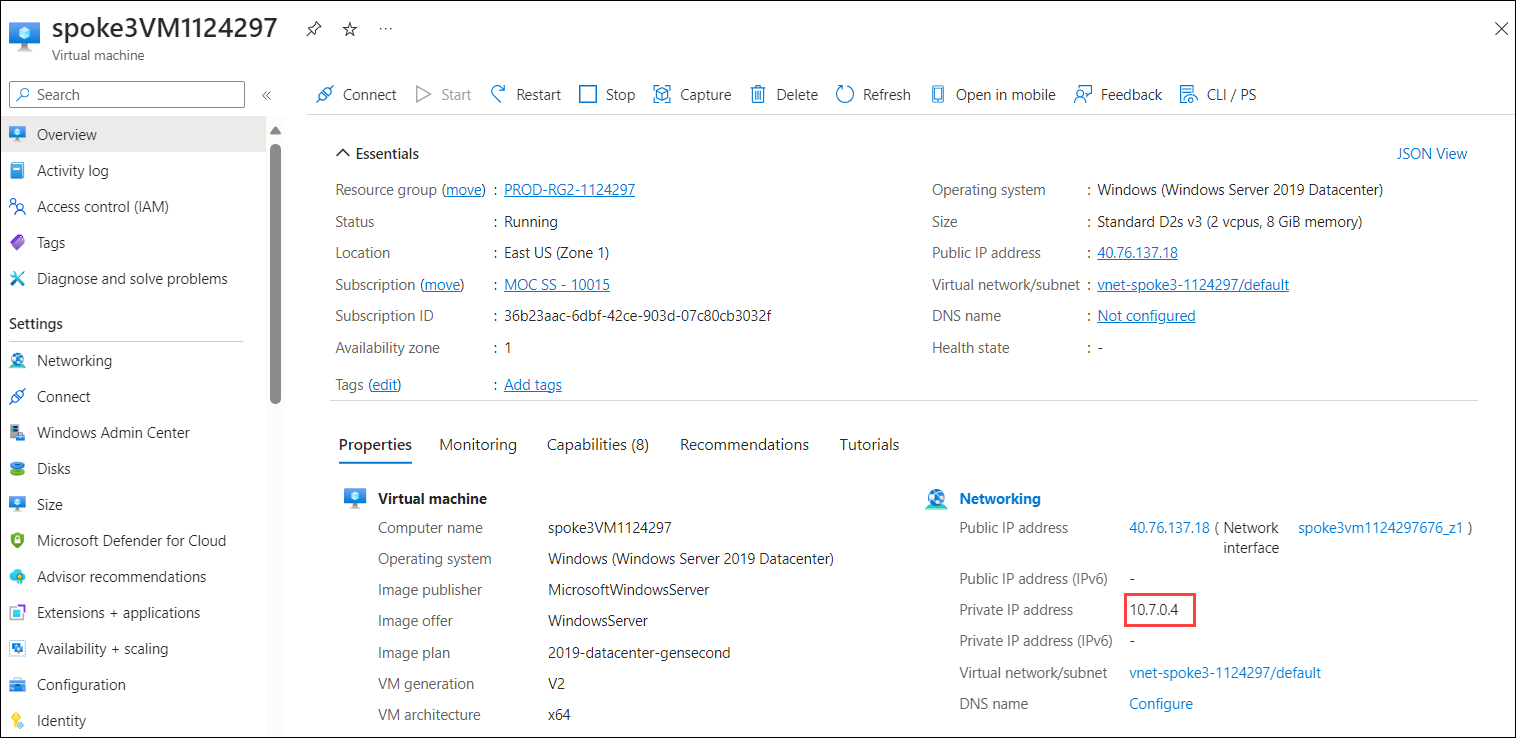 spoke3VM1124297
Virtual machine
Search
Connect Start Restart Stop Capture Delete Refresh Open in mobile Feedback CLI / PS
Overview
Activity log
Access control (IAM)
Tags
Diagnose and solve problems
Settings
Networking
Connect
Windows Admin Center
Disks
Size
Microsoft Defender for Cloud
Advisor recommendations
Extensions + applications
Availability + scaling
Configuration
Identity
Essentials
JSON View
Resource group (move) : PROD-RG2-1124297
Status : Running
Location : East US (Zone 1)
Subscription (move) : MOC SS - 10015
Subscription ID : 36b23aac-6dbf-42ce-903d-07c80cb3032f
Availability zone : 1
Tags (edit) : Add tags
Operating system : Windows (Windows Server 2019 Datacenter)
Size : Standard D2s v3 (2 vcpus, 8 GiB memory)
Public IP address : 40.76.137.18
Virtual network/subnet : vnet-spoke3-1124297/default
DNS name : Not configured
Health state : -
Properties Monitoring Capabilities (8) Recommendations Tutorials
Virtual machine
Computer name spoke3VM1124297
Operating system Windows (Windows Server 2019 Datacenter)
Image publisher MicrosoftWindowsServer
Image offer WindowsServer
Image plan 2019-datacenter-gensecond
VM generation V2
VM architecture x64
Networking
Public IP address 40.76.137.18 ( Network interface spoke3vm1124297676_z1 )
Public IP address (IPv6) -
Private IP address 10.7.0.4
Private IP address (IPv6) -
Virtual network/subnet vnet-spoke3-1124297/default
DNS name Configure